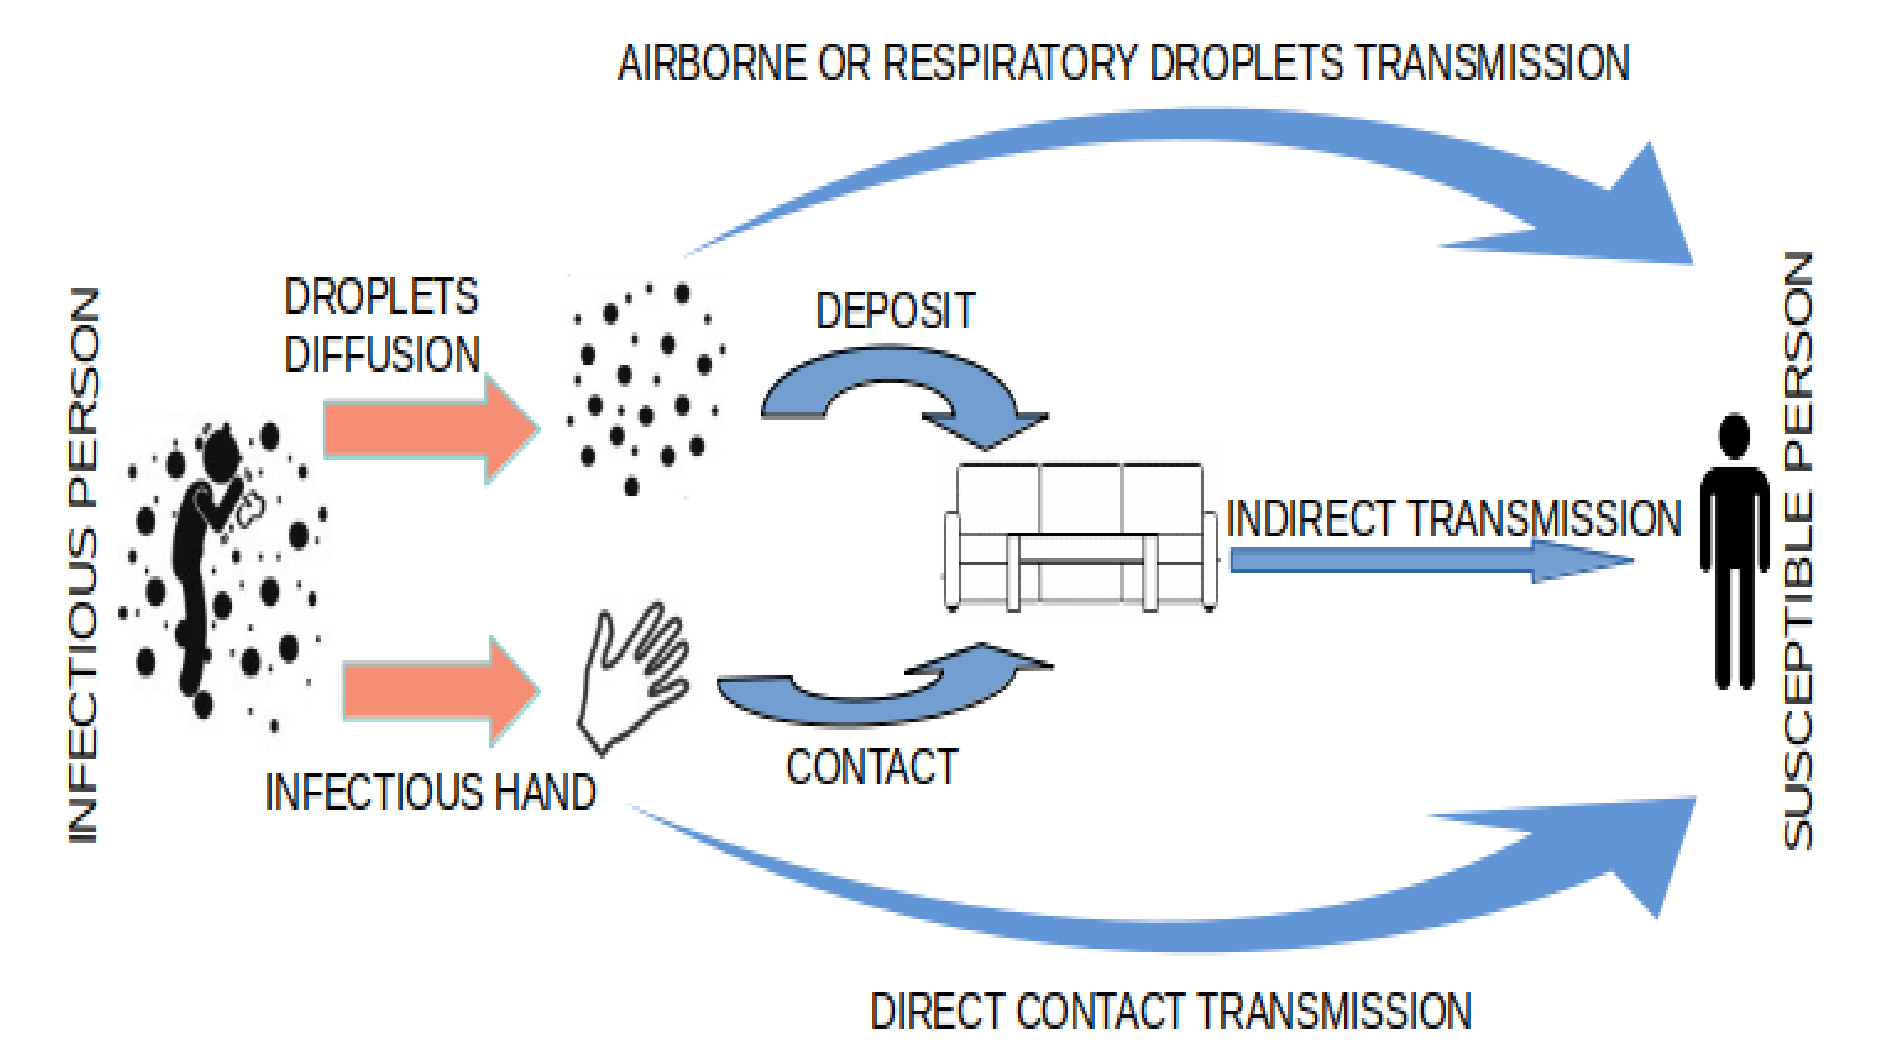 AIRBORNE OR RESPIRATORY DROPLETS TRANSMISSION
INFECTIOUS PERSON
DROPLETS
DIFFUSION
DEPOSIT
INDIRECT TRANSMISSION
SUSCEPTIBLE PERSON
CONTACT
INFECTIOUS HAND
DIRECT CONTACT TRANSMISSION